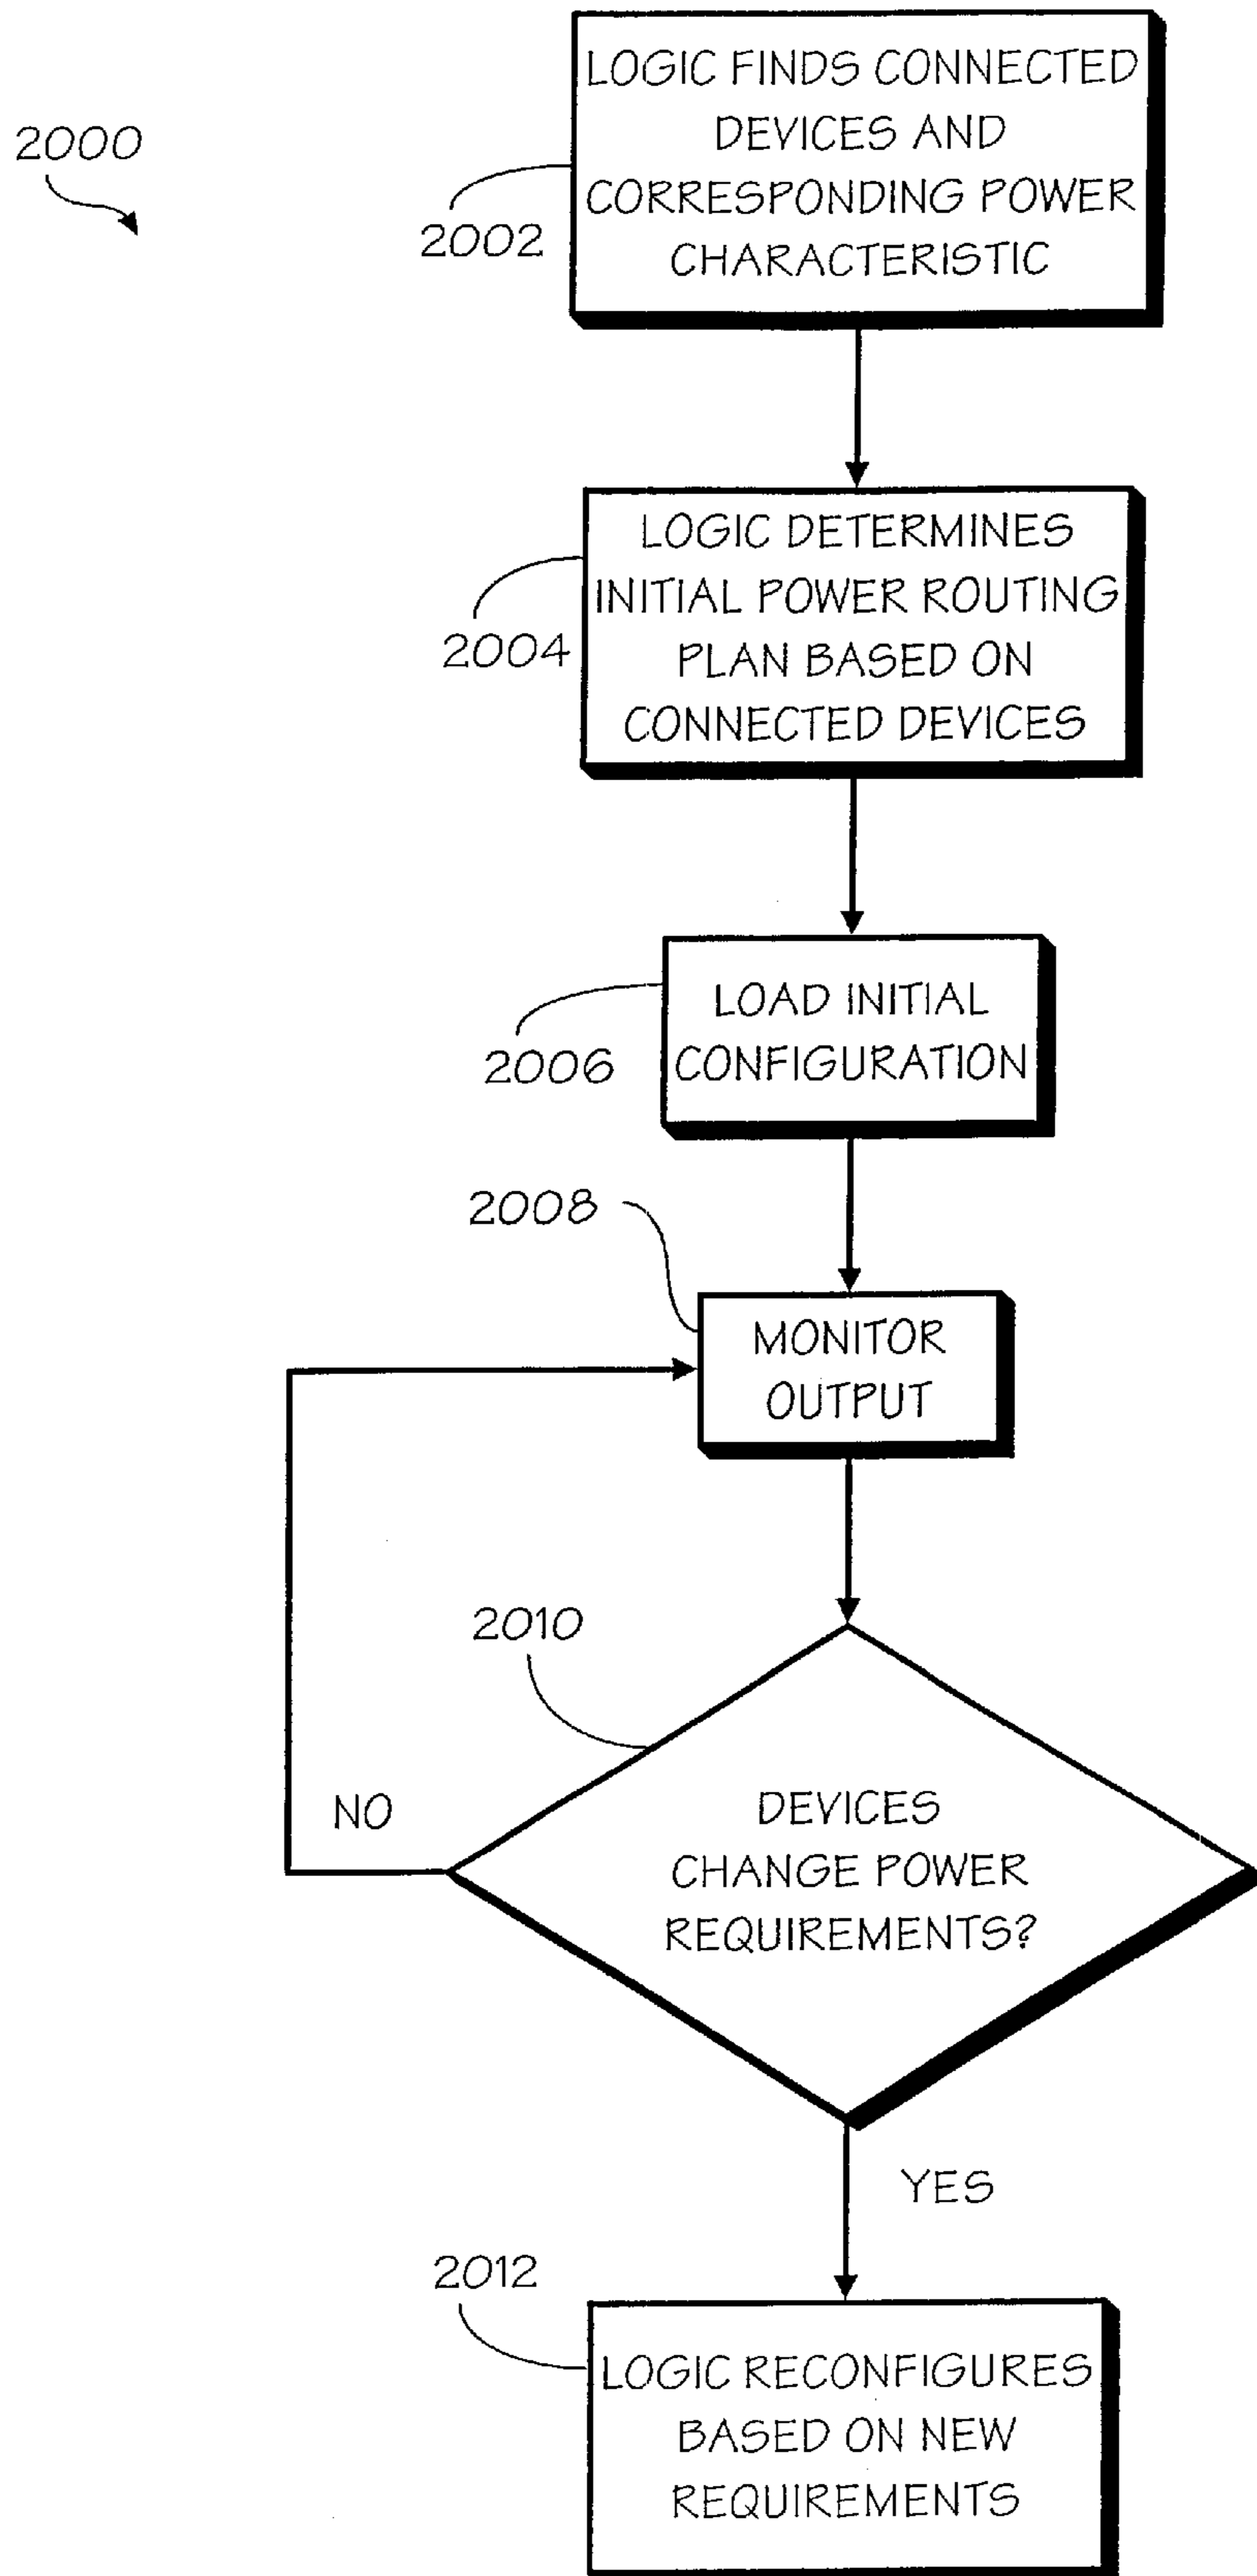 2000
LOGIC FINDS CONNECTED
DEVICES AND
CORRESPONDING POWER
CHARACTERISTIC
2002
LOGIC DETERMINES
INITIAL POWER ROUTING
PLAN BASED ON
CONNECTED DEVICES
2004
LOAD INITIAL
CONFIGURATION
2006
2008
MONITOR
OUTPUT
2010
DEVICES
CHANGE POWER
REQUIREMENTS?
NO
YES
2012
LOGIC RECONFIGURES
BASED ON NEW
REQUIREMENTS